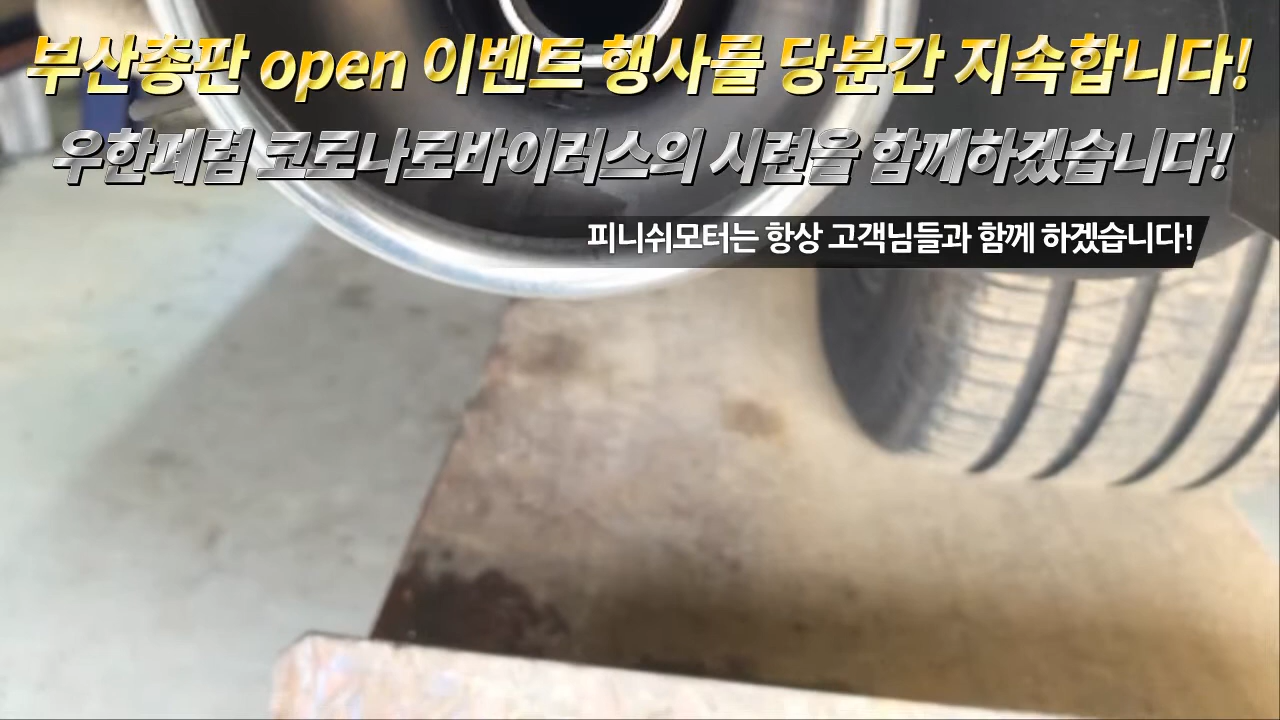 부산총판 open 이벤트 행사를 당분간 지속합니다!
우한폐렴 코로나로바이러스의 시련을 함께하겠습니다!
피니쉬모터는 항상 고객님들과 함께 하겠습니다!